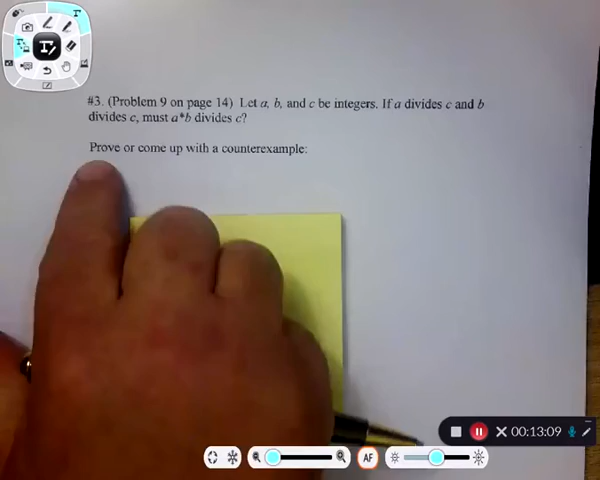 #3. (Problem 9 on page 14) Let a, b, and c be integers. If a divides c and b
divides c, must a*b divides c?
Prove or come up with a counterexample:
00:13:09
AF